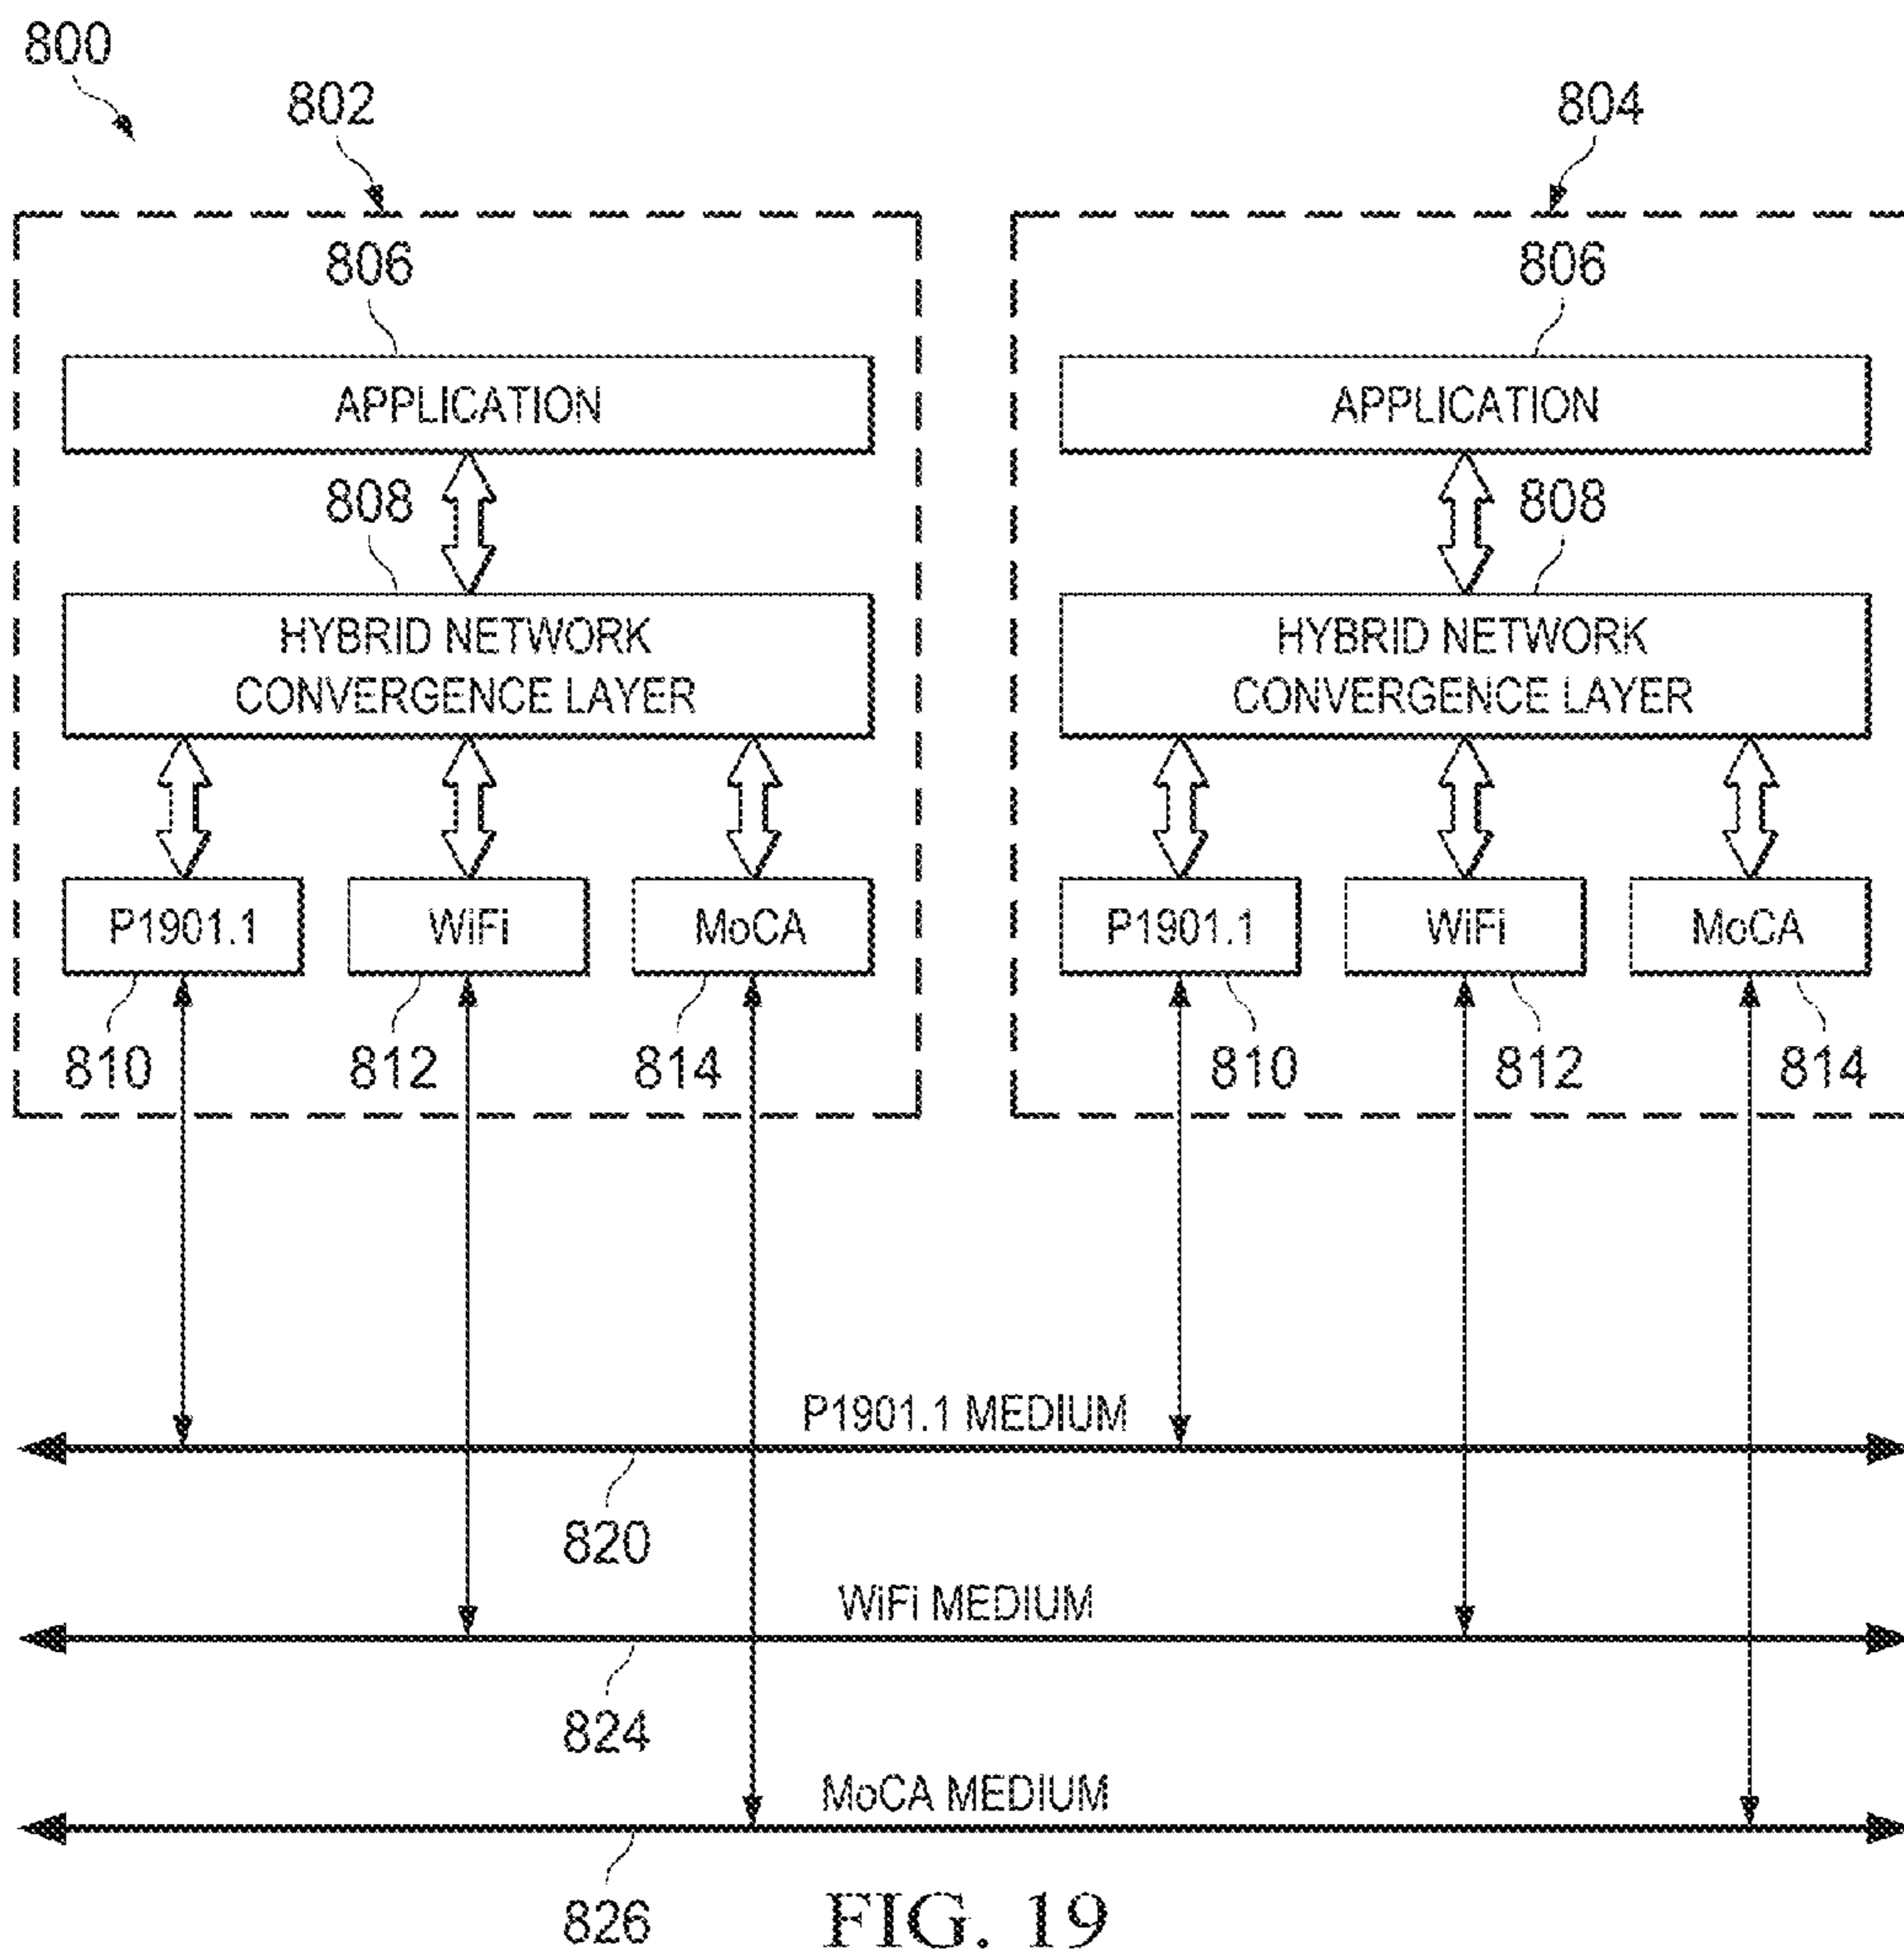 800
802
804
806
806
APPLICATION
APPLICATION
808
808
HYBRID NETWORK
CONVERGENCE LAYER
HYBRID NETWORK
CONVERGENCE LAYER
P1901.1
WiFi
MoCA
P1901.1
WiFi
MoCA
810
812
814
810
812
814
P1901.1 MEDIUM
820
WiFi MEDIUM
824
MoCA MEDIUM
826
FIG. 19